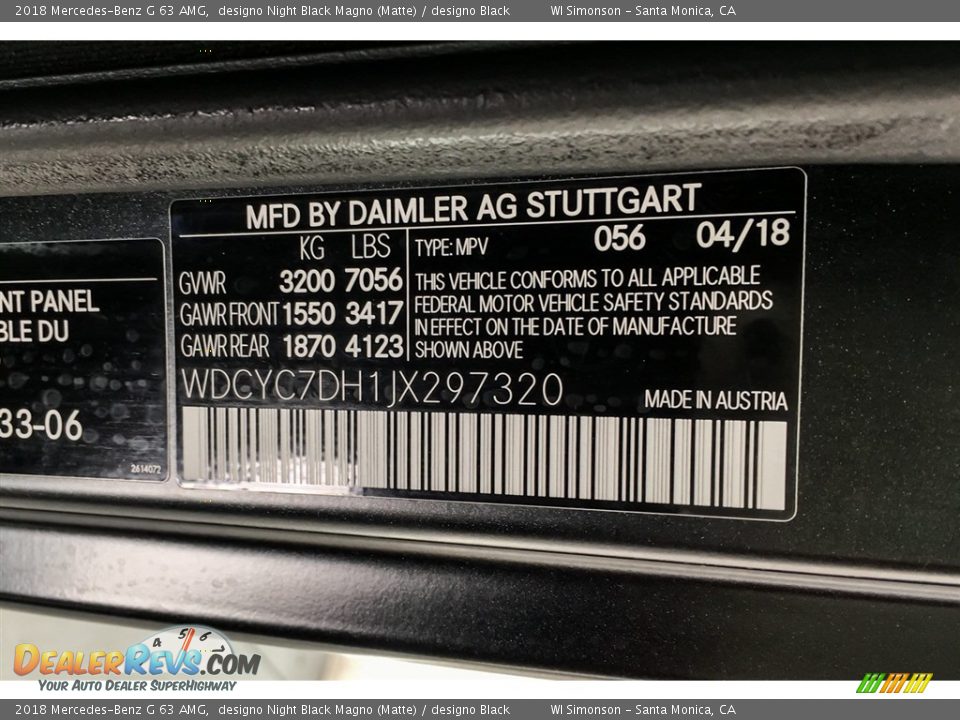 2018 Mercedes-Benz G 63 AMG, designo Night Black Magno (Matte) / designo Black WI Simonson - Santa Monica, CA
MFD BY DAIMLER AG STUTTGART
KG LBS
GVWR 3200 7056
GAWR FRONT 1550 3417
GAWR REAR 1870 4123
TYPE: MPV 056 04/18
THIS VEHICLE CONFORMS TO ALL APPLICABLE
FEDERAL MOTOR VEHICLE SAFETY STANDARDS
IN EFFECT ON THE DATE OF MANUFACTURE
SHOWN ABOVE
WDCYC7DH1JX297320
MADE IN AUSTRIA
NT PANEL
BLE DU
33-06
2614072
4 5 6
DealerRevs.com
Your Auto Dealer SuperHighway
2018 Mercedes-Benz G 63 AMG, designo Night Black Magno (Matte) / designo Black WI Simonson - Santa Monica, CA